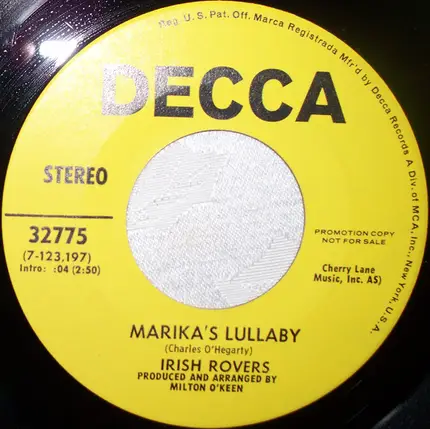 Reg. U.S. Pat. Off. Marca Registrada Mfr'd by Decca Records A Div. of MCA, Inc., New York, U.S.A.
DECCA
STEREO
32775
(7-123,197)
Intro: :04 (2:50)
PROMOTION COPY
NOT FOR SALE
Cherry Lane
Music, Inc. AS)
MARIKA'S LULLABY
(Charles O'Hegarty)
IRISH ROVERS
PRODUCED AND ARRANGED BY
MILTON O'KEEN